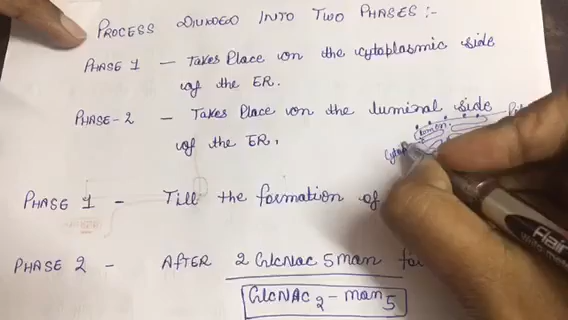 PROCESS DIVIDED INTO TWO PHASES :-
PHASE 1 - Takes Place on the cytoplasmic side
of the ER.
PHASE-2 - Takes Place on the luminal side
of the ER.
lumen
PHASE 1 - Till the formation of
PHASE 2 - AFTER 2 GlcNac 5 man
GlcNAc2 - man5
Flair